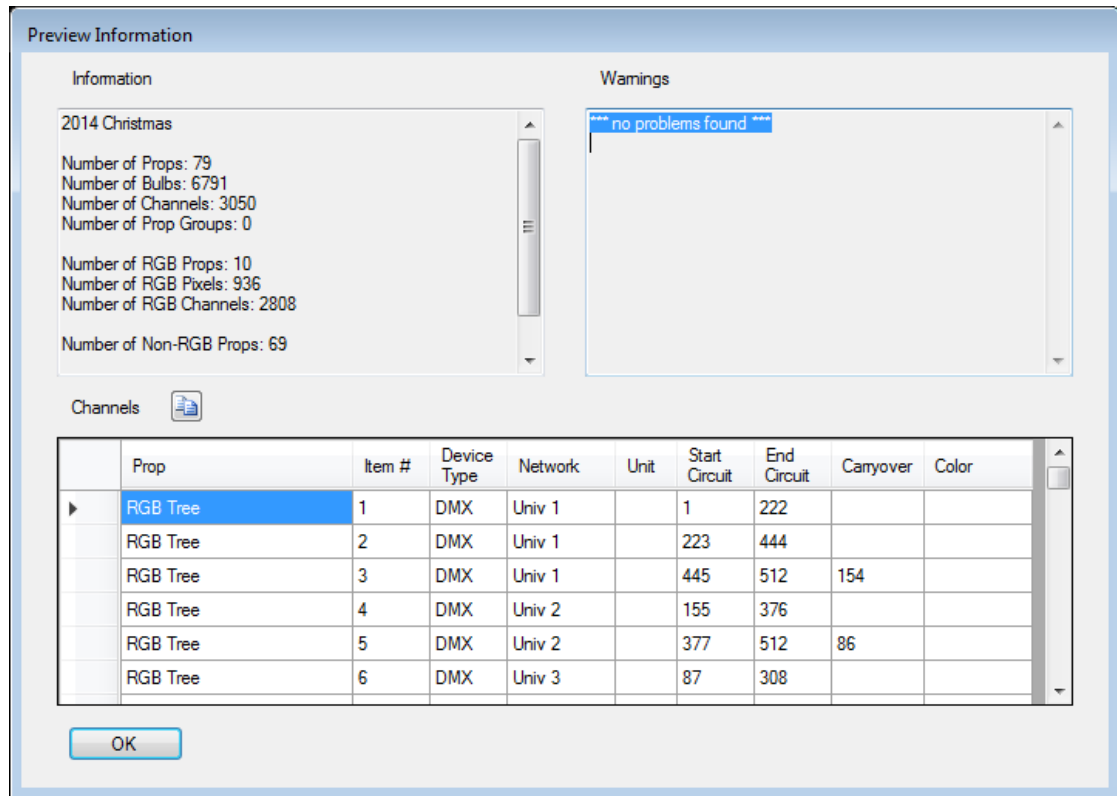 Preview Information
Information
Warnings
2014 Christmas
Number of Props: 79
Number of Bulbs: 6791
Number of Channels: 3050
Number of Prop Groups: 0
Number of RGB Props: 10
Number of RGB Pixels: 936
Number of RGB Channels: 2808
Number of Non-RGB Props: 69
*** no problems found ***
Channels
Prop Item # Device Type Network Unit Start Circuit End Circuit Carryover Color
RGB Tree 1 DMX Univ 1 1 222
RGB Tree 2 DMX Univ 1 223 444
RGB Tree 3 DMX Univ 1 445 512 154
RGB Tree 4 DMX Univ 2 155 376
RGB Tree 5 DMX Univ 2 377 512 86
RGB Tree 6 DMX Univ 3 87 308
OK